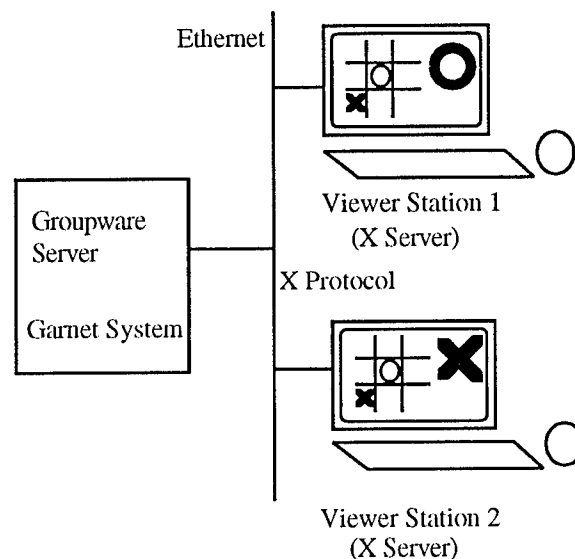 Ethernet
Viewer Station 1
(X Server)
Groupware
Server
X Protocol
Garnet System
Viewer Station 2
(X Server)